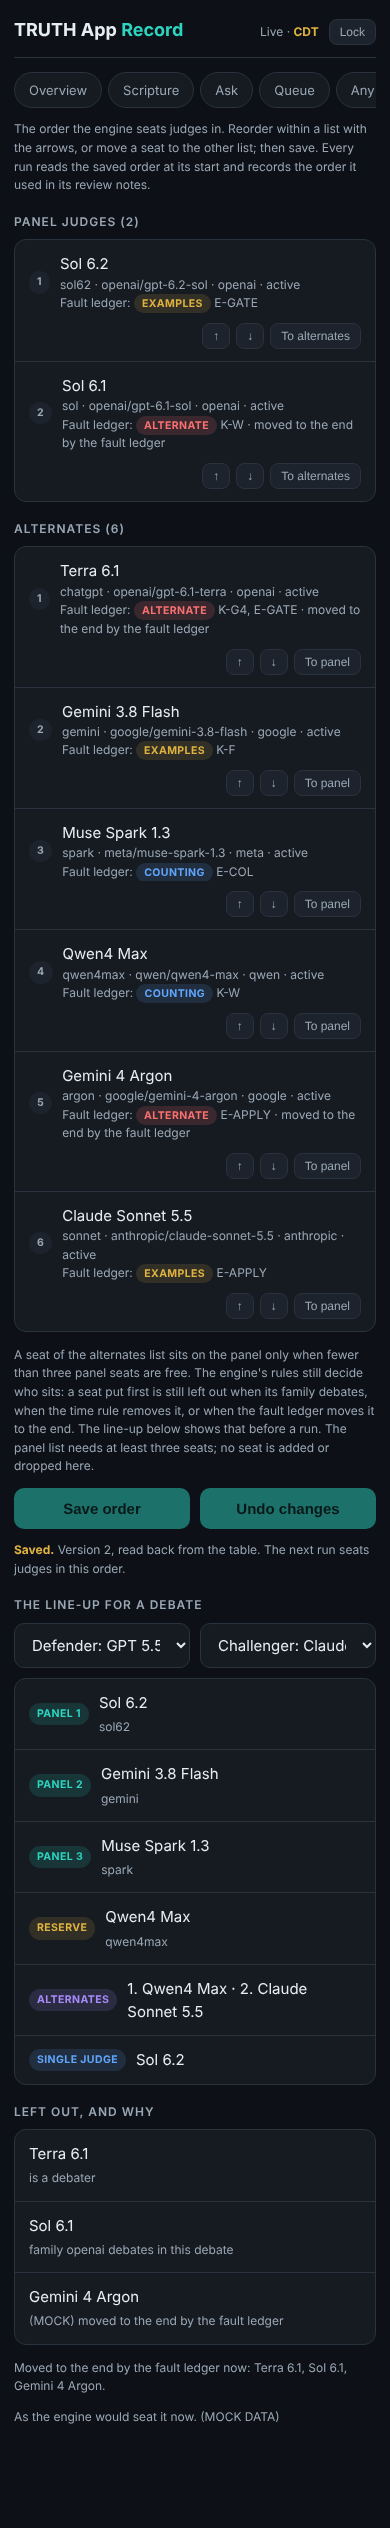 TRUTH App Record
Live · CDT
Lock
Overview
Scripture
Ask
Queue
Any
The order the engine seats judges in. Reorder within a list with
the arrows, or move a seat to the other list; then save. Every
run reads the saved order at its start and records the order it
used in its review notes.
PANEL JUDGES (2)
1
Sol 6.2
sol62 · openai/gpt-6.2-sol · openai · active
Fault ledger: EXAMPLES E-GATE
↑ ↓ To alternates
2
Sol 6.1
sol · openai/gpt-6.1-sol · openai · active
Fault ledger: ALTERNATE K-W · moved to the end
by the fault ledger
↑ ↓ To alternates
ALTERNATES (6)
1
Terra 6.1
chatgpt · openai/gpt-6.1-terra · openai · active
Fault ledger: ALTERNATE K-G4, E-GATE · moved to
the end by the fault ledger
↑ ↓ To panel
2
Gemini 3.8 Flash
gemini · google/gemini-3.8-flash · google · active
Fault ledger: EXAMPLES K-F
↑ ↓ To panel
3
Muse Spark 1.3
spark · meta/muse-spark-1.3 · meta · active
Fault ledger: COUNTING E-COL
↑ ↓ To panel
4
Qwen4 Max
qwen4max · qwen/qwen4-max · qwen · active
Fault ledger: COUNTING K-W
↑ ↓ To panel
5
Gemini 4 Argon
argon · google/gemini-4-argon · google · active
Fault ledger: ALTERNATE E-APPLY · moved to the
end by the fault ledger
↑ ↓ To panel
6
Claude Sonnet 5.5
sonnet · anthropic/claude-sonnet-5.5 · anthropic ·
active
Fault ledger: EXAMPLES E-APPLY
↑ ↓ To panel
A seat of the alternates list sits on the panel only when fewer
than three panel seats are free. The engine's rules still decide
who sits: a seat put first is still left out when its family debates,
when the time rule removes it, or when the fault ledger moves it
to the end. The line-up below shows that before a run. The
panel list needs at least three seats; no seat is added or
dropped here.
Save order
Undo changes
Saved. Version 2, read back from the table. The next run seats
judges in this order.
THE LINE-UP FOR A DEBATE
Defender: GPT 5.5
Challenger: Claude
PANEL 1
Sol 6.2
sol62
PANEL 2
Gemini 3.8 Flash
gemini
PANEL 3
Muse Spark 1.3
spark
RESERVE
Qwen4 Max
qwen4max
ALTERNATES
1. Qwen4 Max · 2. Claude
Sonnet 5.5
SINGLE JUDGE
Sol 6.2
LEFT OUT, AND WHY
Terra 6.1
is a debater
Sol 6.1
family openai debates in this debate
Gemini 4 Argon
(MOCK) moved to the end by the fault ledger
Moved to the end by the fault ledger now: Terra 6.1, Sol 6.1,
Gemini 4 Argon.
As the engine would seat it now. (MOCK DATA)